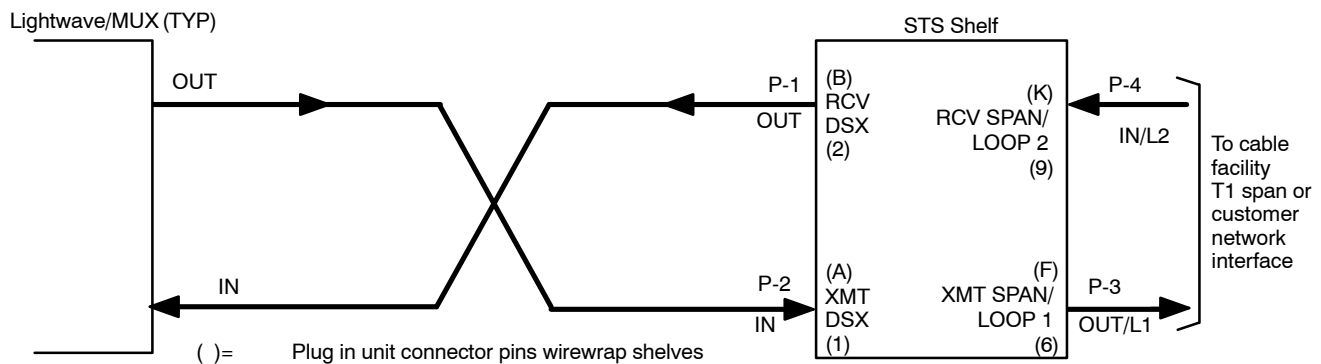 Lightwave/MUX (TYP)
STS Shelf
OUT
P-1
OUT
(B)
RCV
DSX
(2)
(K)
RCV SPAN/
LOOP 2
(9)
P-4
IN/L2
To cable
facility
T1 span or
customer
network
interface
IN
P-2
IN
(A)
XMT
DSX
(1)
(F)
XMT SPAN/
LOOP 1
(6)
P-3
OUT/L1
( )= Plug in unit connector pins wirewrap shelves